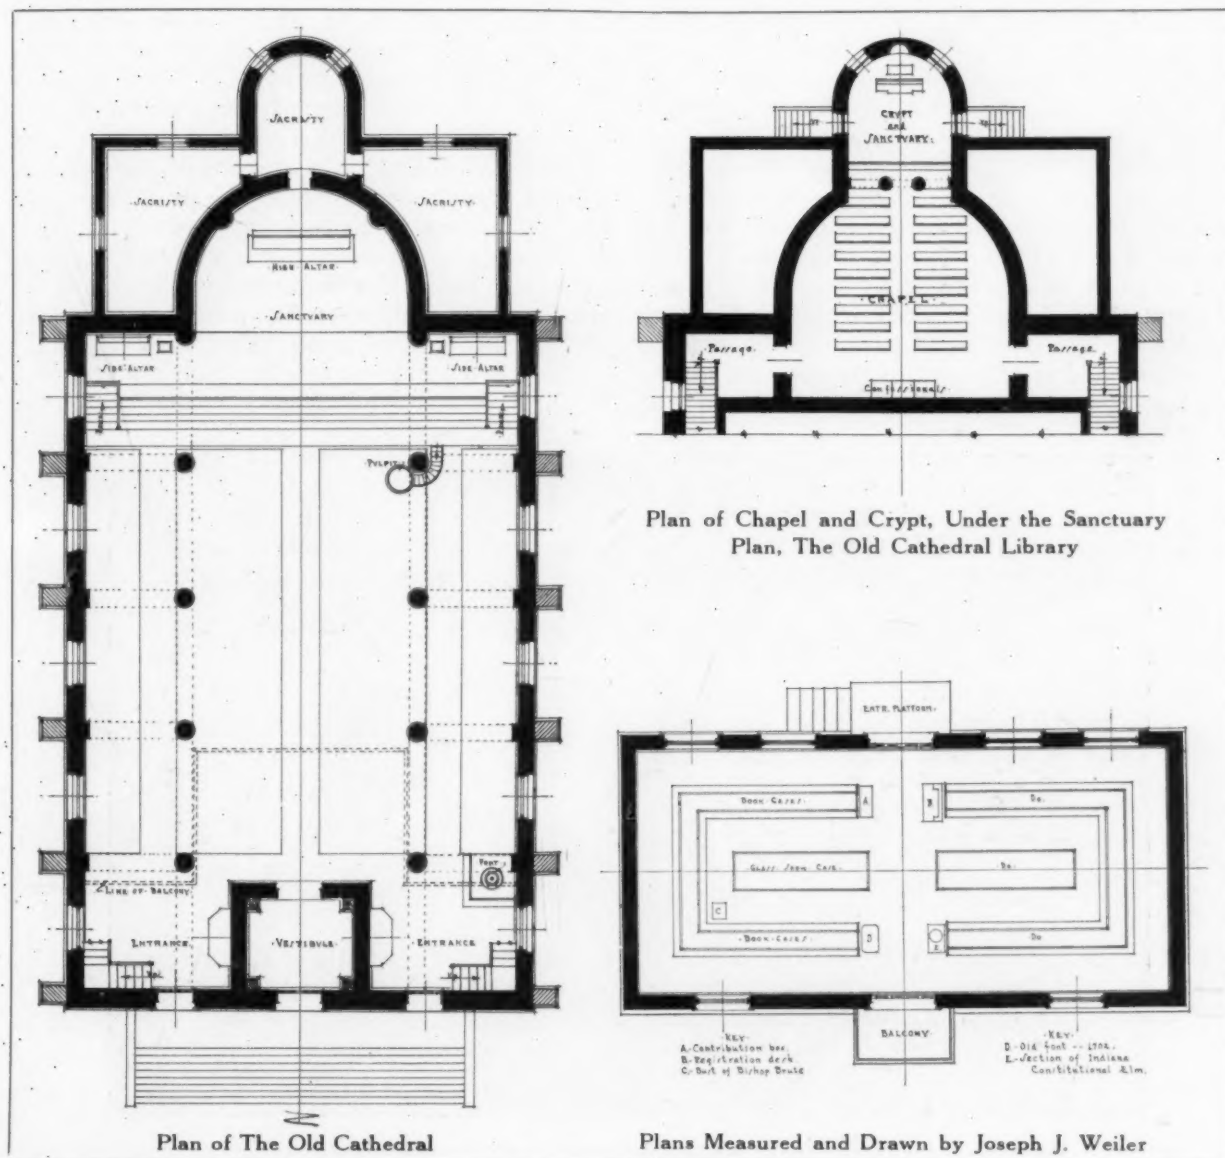 SACRISTY
SACRISTY
SACRISTY
HIGH ALTAR
SANCTUARY
SIDE ALTAR
SIDE ALTAR
PULPIT
LINE OF BALCONY
FONT
ENTRANCE
VESTIBULE
ENTRANCE
Plan of The Old Cathedral
CRYPT
and
SANCTUARY
CHAPEL
Passage
Passage
Confessionals
Plan of Chapel and Crypt, Under the Sanctuary
Plan, The Old Cathedral Library
ENTR. PLATFORM.
BOOK CASES
A
B
Do.
GLASS SHOW CASE.
Do.
C
BOOK CASES.
D
E
Do
BALCONY
KEY
A-Contribution box.
B-Registration desk
C-Bust of Bishop Brute
KEY
D-Old font -- 1702.
E-Section of Indiana
Constitutional Elm.
Plans Measured and Drawn by Joseph J. Weiler